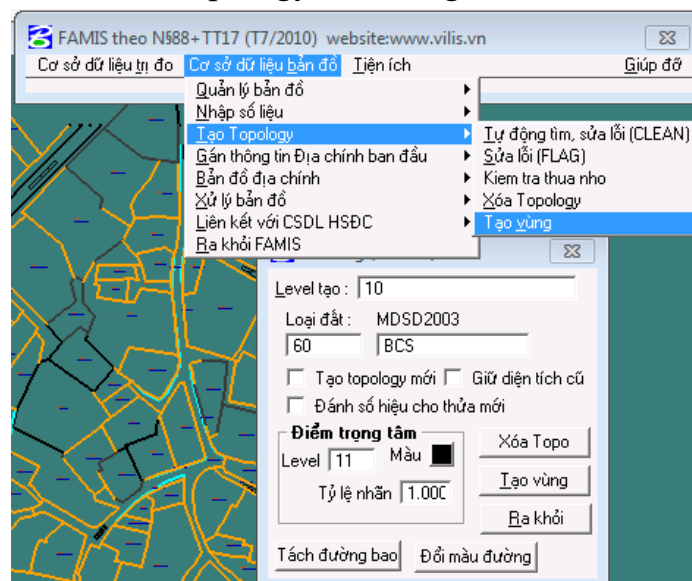 FAMIS theo N§88+TT17 (T7/2010) website:www.vilis.vn
Cơ sở dữ liệu trị đo Cơ sở dữ liệu bản đồ Tiện ích Giúp đỡ
Quản lý bản đồ
Nhập số liệu
Tạo Topology
Gán thông tin Địa chính ban đầu
Bản đồ địa chính
Xử lý bản đồ
Liên kết với CSDL HSĐC
Ra khỏi FAMIS
Tự động tìm, sửa lỗi (CLEAN)
Sửa lỗi (FLAG)
Kiem tra thua nho
Xóa Topology
Tạo vùng
Level tạo : 10
Loại đất : MDSD2003
60 BCS
Tạo topology mới Giữ diện tích cũ
Đánh số hiệu cho thửa mới
Điểm trọng tâm
Level 11 Màu
Tỷ lệ nhãn 1.000
Xóa Topo
Tạo vùng
Ra khỏi
Tách đường bao Đổi màu đường